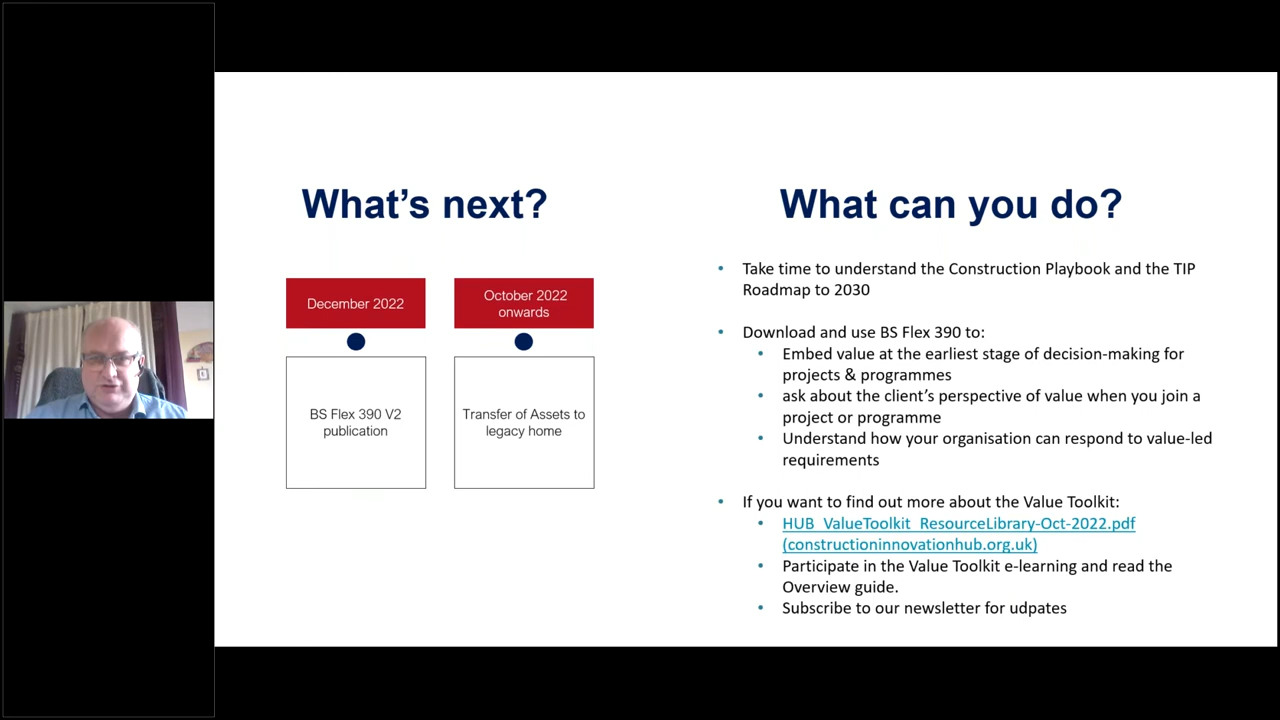 What's next?
December 2022
October 2022
onwards
BS Flex 390 V2
publication
Transfer of Assets to
legacy home
What can you do?
• Take time to understand the Construction Playbook and the TIP
Roadmap to 2030
• Download and use BS Flex 390 to:
• Embed value at the earliest stage of decision-making for
projects & programmes
• ask about the client's perspective of value when you join a
project or programme
• Understand how your organisation can respond to value-led
requirements
• If you want to find out more about the Value Toolkit:
• HUB_ValueToolkit_ResourceLibrary-Oct-2022.pdf
(constructioninnovationhub.org.uk)
• Participate in the Value Toolkit e-learning and read the
Overview guide.
• Subscribe to our newsletter for udpates